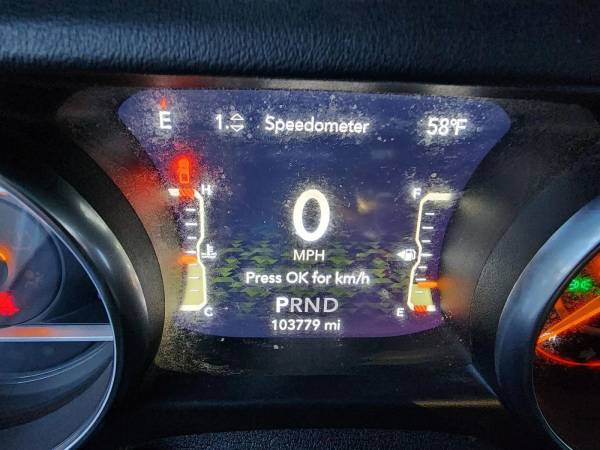 E 1. Speedometer 58°F
H F
0
MPH
Press OK for km/h
C PRND E
103779 mi